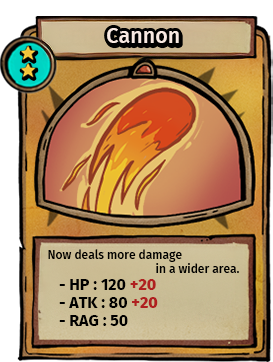 Cannon
Now deals more damage
in a wider area.
- HP : 120 +20
- ATK : 80 +20
- RAG : 50